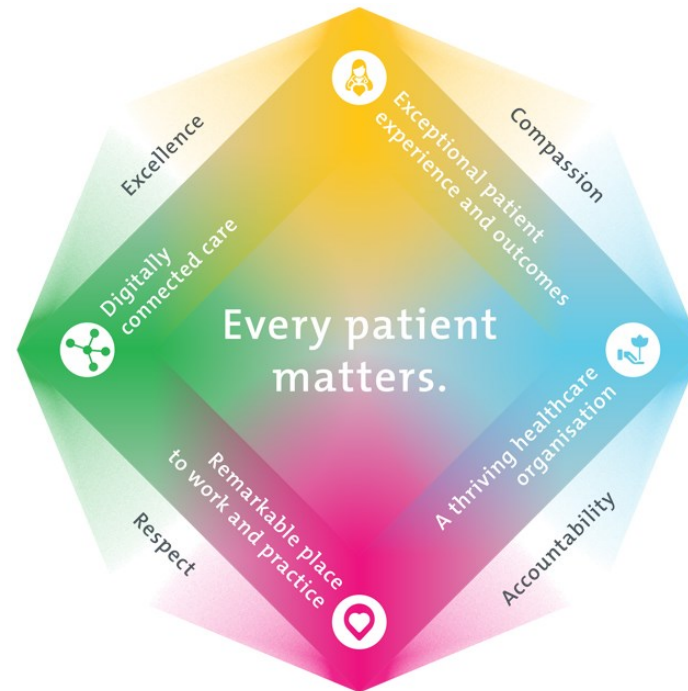 Excellence
Compassion
Exceptional patient
experience and outcomes
Digitally
connected care
Every patient
matters.
A thriving healthcare
organisation
Remarkable place
to work and practice
Respect
Accountability